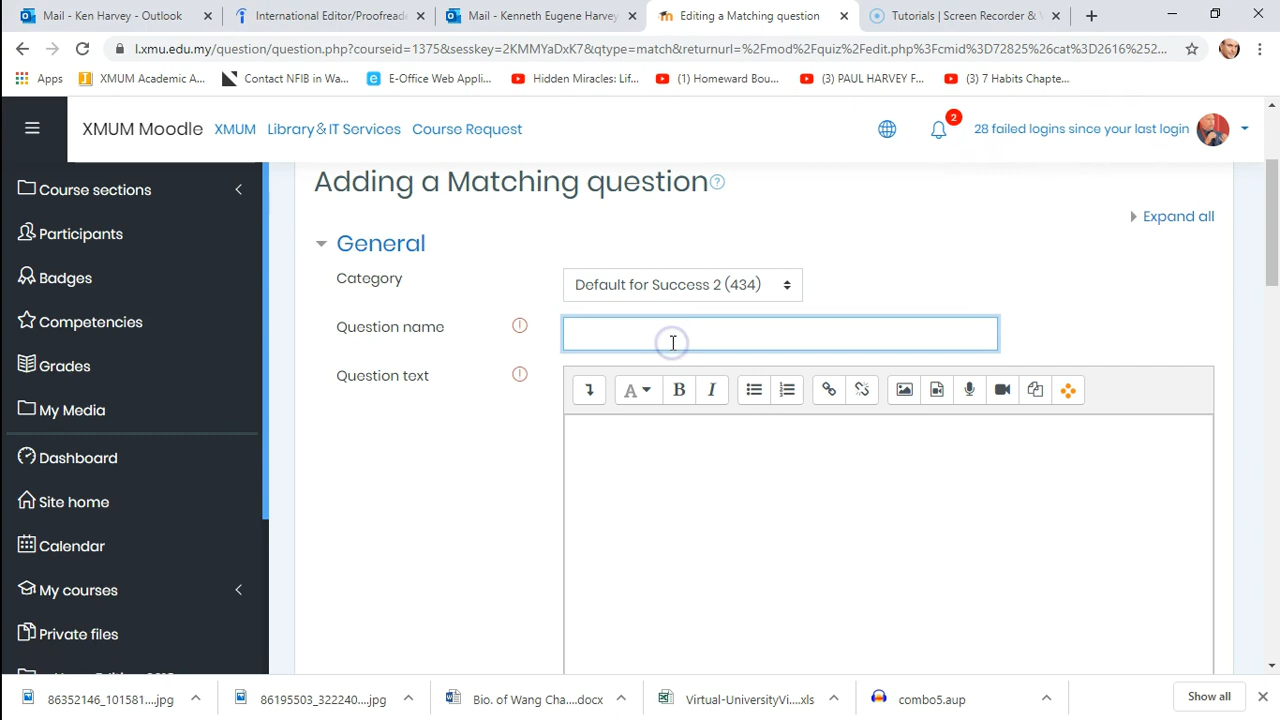 Mail - Ken Harvey - Outlook
International Editor/Proofreade
Mail - Kenneth Eugene Harvey
Editing a Matching question
Tutorials | Screen Recorder & V
l.xmu.edu.my/question/question.php?courseid=1375&sesskey=2KMMYaDxK7&qtype=match&returnurl=%2Fmod%2Fquiz%2Fedit.php%3Fcmid%3D72825%26cat%3D2616%252...
Apps
XMUM Academic A...
Contact NFIB in Wa...
E-Office Web Appli...
Hidden Miracles: Lif...
(1) Homeward Bou...
(3) PAUL HARVEY F...
(3) 7 Habits Chapte...
XMUM Moodle
XMUM
Library&IT Services
Course Request
2
28 failed logins since your last login
Course sections
Participants
Badges
Competencies
Grades
My Media
Dashboard
Site home
Calendar
My courses
Private files
Adding a Matching question
Expand all
General
Category
Default for Success 2 (434)
Question name
Question text
A
B
I
86352146_101581....jpg
86195503_322240....jpg
Bio. of Wang Cha....docx
Virtual-UniversityVi....xls
combo5.aup
Show all